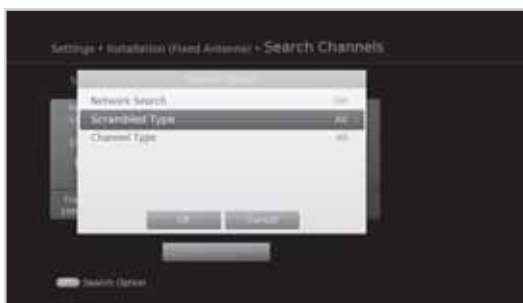 Settings • Installation (Fixed Antenna) • Search Channels
Network Search On
Scrambled Type All
Channel Type All
OK Cancel
Search Option